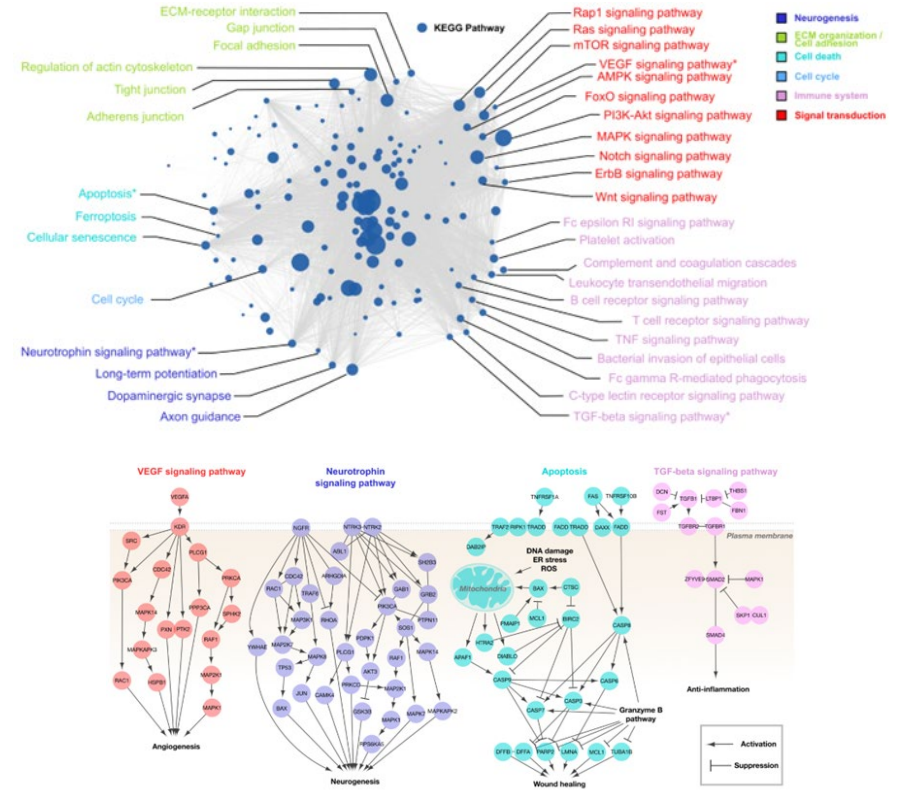 ECM-receptor interaction
Gap junction
Focal adhesion
Regulation of actin cytoskeleton
Tight junction
Adherens junction
Apoptosis*
Ferroptosis
Cellular senescence
Cell cycle
Neurotrophin signaling pathway*
Long-term potentiation
Dopaminergic synapse
Axon guidance
KEGG Pathway
Rap1 signaling pathway
Ras signaling pathway
mTOR signaling pathway
VEGF signaling pathway*
AMPK signaling pathway
FoxO signaling pathway
PI3K-Akt signaling pathway
MAPK signaling pathway
Notch signaling pathway
ErbB signaling pathway
Wnt signaling pathway
Fc epsilon RI signaling pathway
Platelet activation
Complement and coagulation cascades
Leukocyte transendothelial migration
B cell receptor signaling pathway
T cell receptor signaling pathway
TNF signaling pathway
Bacterial invasion of epithelial cells
Fc gamma R-mediated phagocytosis
C-type lectin receptor signaling pathway
TGF-beta signaling pathway*
Neurogenesis
ECM organization /
Cell adhesion
Cell death
Cell cycle
Immune system
Signal transduction
VEGF signaling pathway
VEGFA
KDR
SRC
PLCG1
CDC42
PIK3CA
PRKCA
MAPK14
PPP3CA
SPHK2
PXN
PTK2
RAF1
MAPKAPK3
RAC1
HSPB1
MAP2K1
MAPK1
Angiogenesis
Neurotrophin
signaling pathway
NGFR
NTRK3
NTRK2
ABL1
SH2B3
CDC42
ARHGDIA
RAC1
TRAF6
GAB1
GRB2
PIK3CA
MAP3K1
RHOA
PTPN11
SOS1
PDPK1
YWHAE
MAP2K7
MAPK8
PLCG1
RAF1
MAPK14
TP53
AKT3
PRKCD
MAP2K1
JUN
CAMK4
BAX
GSK3B
MAPK1
MAPK7
MAPKAPK2
RPS6KA5
Neurogenesis
Apoptosis
TNFRSF1A
FAS
TNFRSF10B
TRAF2
RIPK1
TRADD
FADD
TRADD
DAXX
FADD
DAB2IP
DNA damage
ER stress
ROS
Mitochondria
BAX
CTSD
PMAIP1
MCL1
BIRC2
CASP8
HTRA2
APAF1
DIABLO
CASP9
CASP6
CASP3
CASP7
Granzyme B
pathway
DFFB
DFFA
PARP2
LMNA
MCL1
TUBA1B
Wound healing
TGF-beta signaling pathway
DCN
TGFB1
LTBP1
THBS1
FST
FBN1
TGFBR2
TGFBR1
Plasma membrane
ZFYVE9
SMAD2
MAPK1
SKP1
CUL1
SMAD4
Anti-inflammation
Activation
Suppression